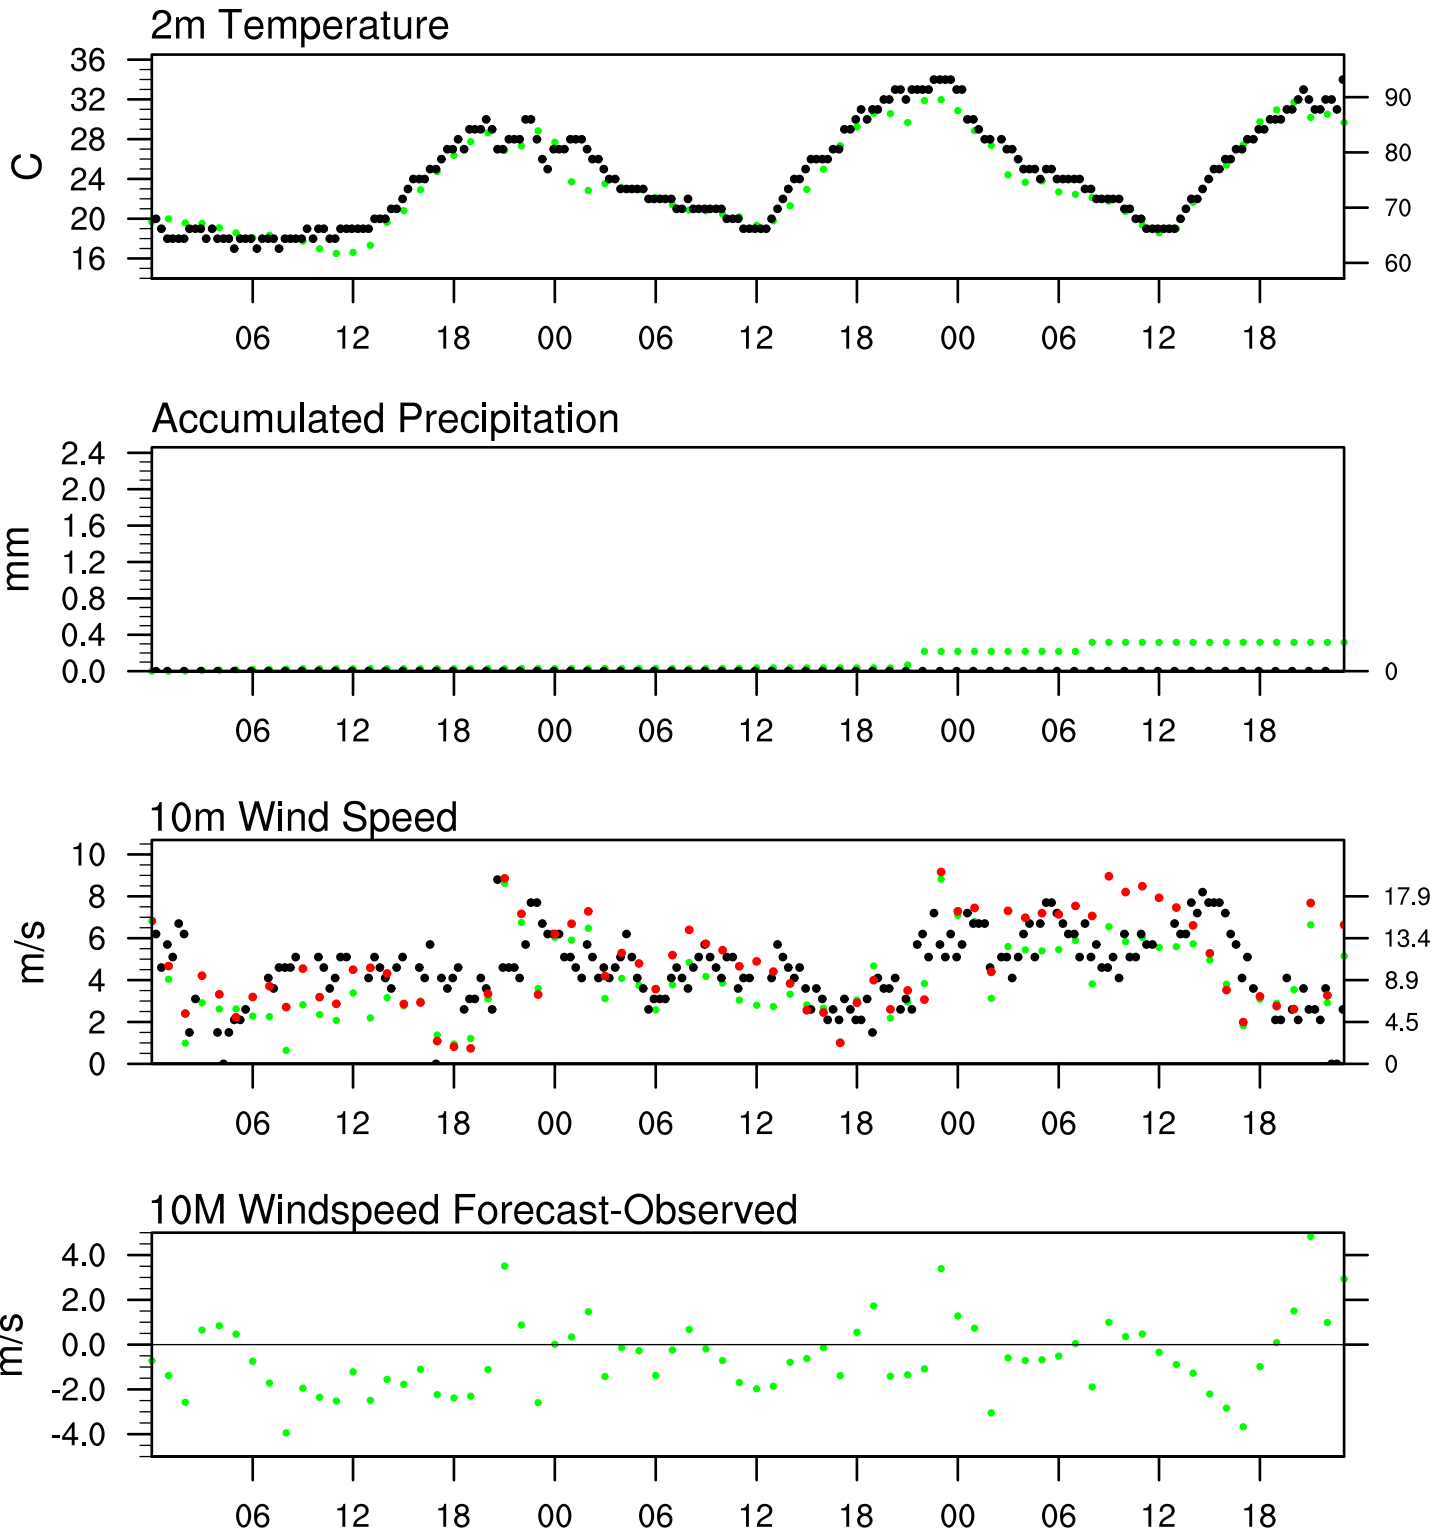 2m Temperature
36
32
28
24
20
16
C
90
80
70
60
06 12 18 00 06 12 18 00 06 12 18
Accumulated Precipitation
2.4
2.0
1.6
1.2
0.8
0.4
0.0
mm
0
06 12 18 00 06 12 18 00 06 12 18
10m Wind Speed
10
8
6
4
2
0
m/s
17.9
13.4
8.9
4.5
0
06 12 18 00 06 12 18 00 06 12 18
10M Windspeed Forecast-Observed
4.0
2.0
0.0
-2.0
-4.0
m/s
06 12 18 00 06 12 18 00 06 12 18